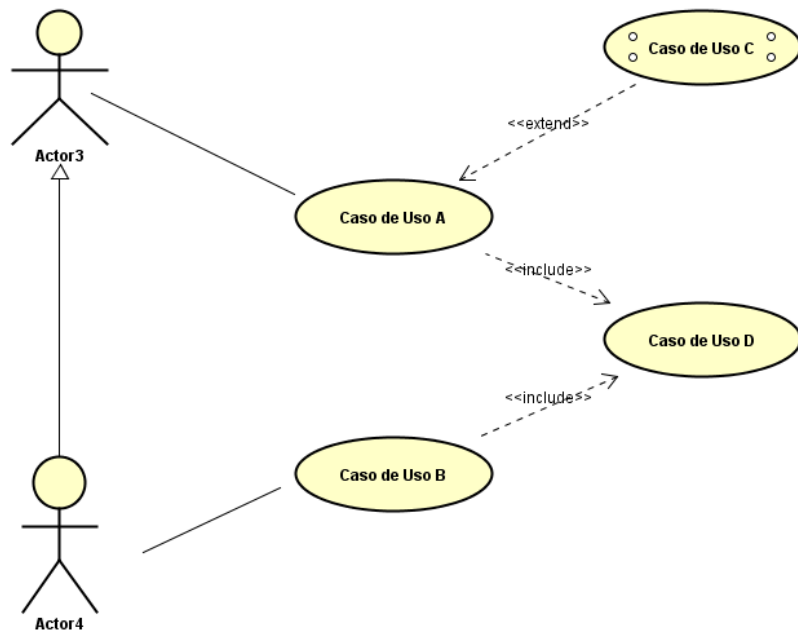 Caso de Uso C
<<extend>>
Actor3
Caso de Uso A
<<include>>
Caso de Uso D
<<include>>
Caso de Uso B
Actor4